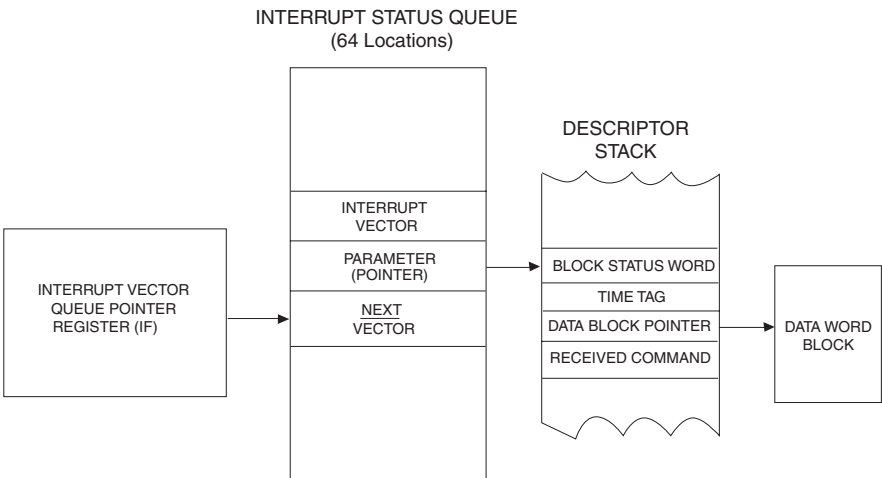 INTERRUPT STATUS QUEUE
(64 Locations)
DESCRIPTOR
STACK
INTERRUPT
VECTOR
PARAMETER
(POINTER)
NEXT
VECTOR
INTERRUPT VECTOR
QUEUE POINTER
REGISTER (IF)
BLOCK STATUS WORD
TIME TAG
DATA BLOCK POINTER
RECEIVED COMMAND
DATA WORD
BLOCK